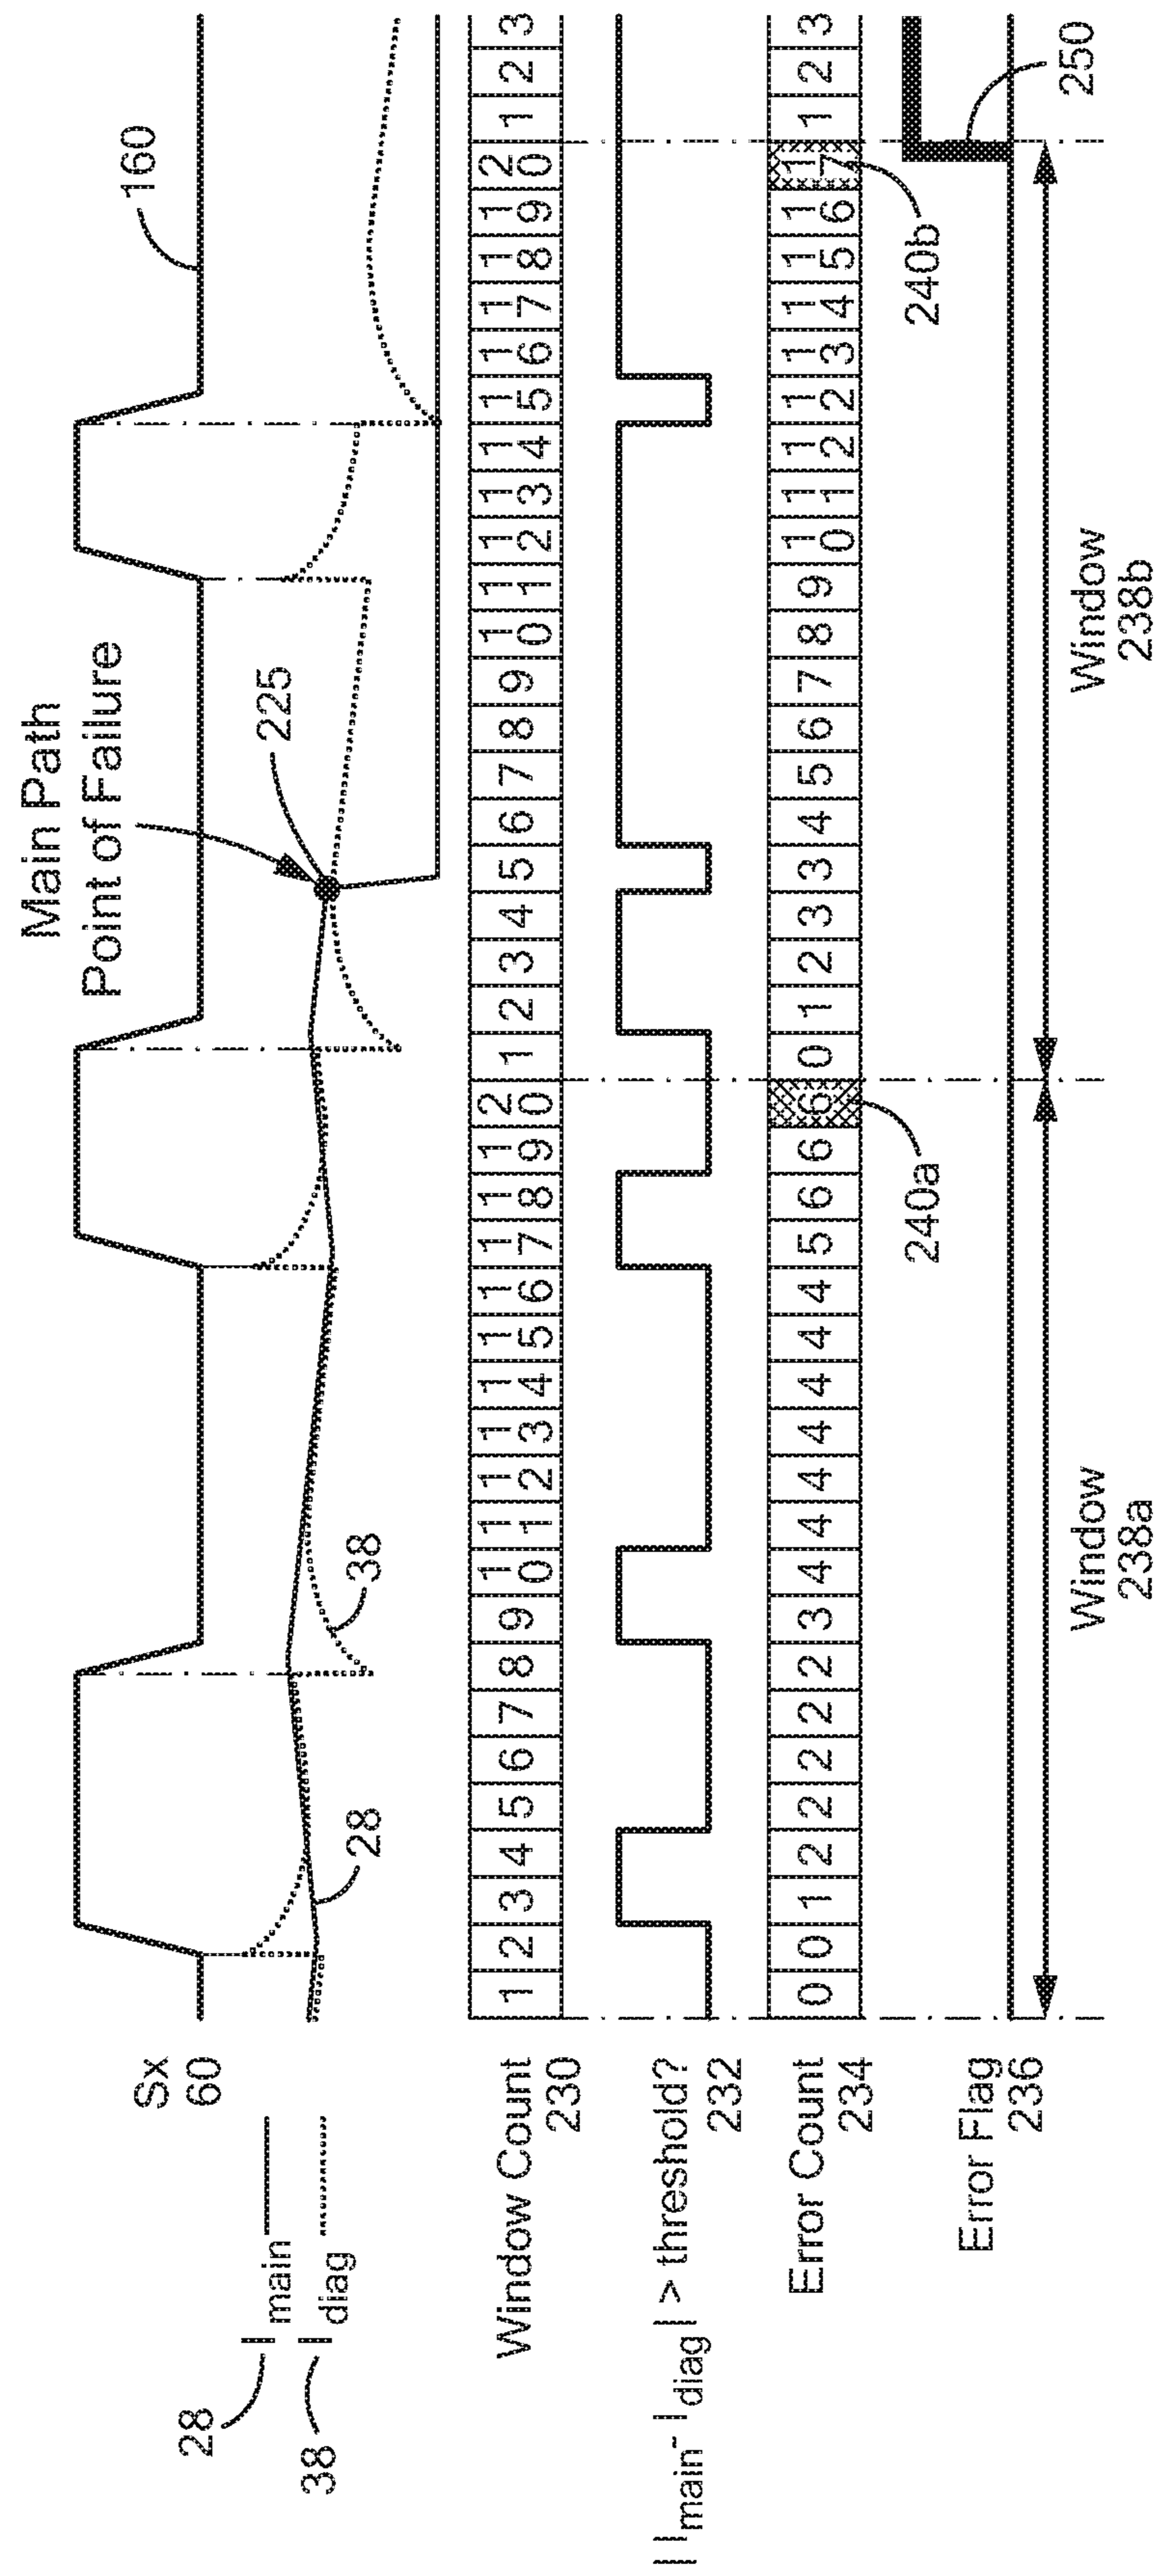 Main Path
Point of Failure
160
Sx
60
225
28
I main
38
I diag
28
38
Window Count
230
1 2 3 4 5 6 7 8 9 10 11 12 13 14 15 16 17 18 19 20 1 2 3 4 5 6 7 8 9 10 11 12 13 14 15 16 17 18 19 20 1 2 3
| Imain- Idiag | > threshold?
232
Error Count
234
0 0 1 2 2 2 2 2 3 4 4 4 4 4 4 4 5 6 6 6 0 1 2 3 3 4 5 6 7 8 9 10 11 12 12 13 14 15 16 17 1 2 3
240a
240b
Error Flag
236
250
Window
238a
Window
238b